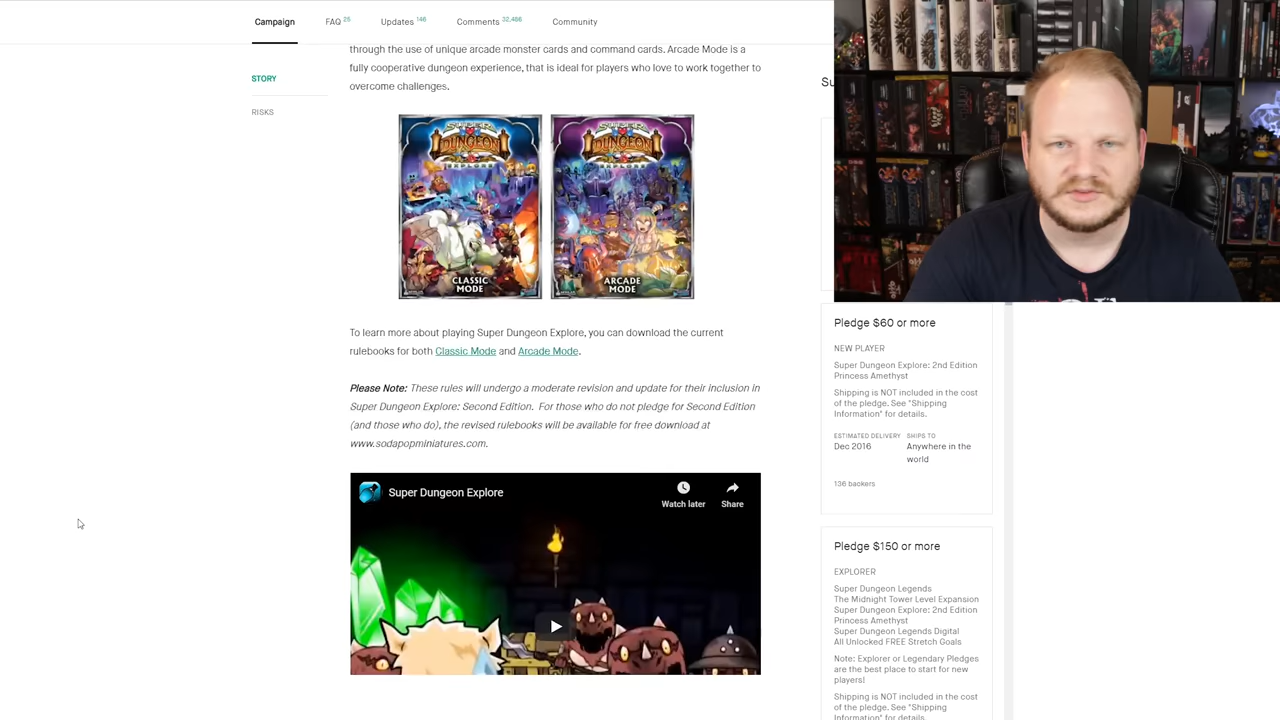 Campaign
FAQ 25
Updates 146
Comments 32,486
Community
STORY
RISKS
through the use of unique arcade monster cards and command cards. Arcade Mode is a
fully cooperative dungeon experience, that is ideal for players who love to work together to
overcome challenges.
SUPER
DUNGEON
EXPLORE
CLASSIC
MODE
SUPER
DUNGEON
EXPLORE
ARCADE
MODE
To learn more about playing Super Dungeon Explore, you can download the current
rulebooks for both Classic Mode and Arcade Mode.
Please Note: These rules will undergo a moderate revision and update for their inclusion in
Super Dungeon Explore: Second Edition. For those who do not pledge for Second Edition
(and those who do), the revised rulebooks will be available for free download at
www.sodapopminiatures.com.
Super Dungeon Explore
Watch later
Share
Su
Pledge $60 or more
NEW PLAYER
Super Dungeon Explore: 2nd Edition
Princess Amethyst
Shipping is NOT included in the cost
of the pledge. See "Shipping
Information" for details.
ESTIMATED DELIVERY
Dec 2016
SHIPS TO
Anywhere in the
world
136 backers
Pledge $150 or more
EXPLORER
Super Dungeon Legends
The Midnight Tower Level Expansion
Super Dungeon Explore: 2nd Edition
Princess Amethyst
Super Dungeon Legends Digital
All Unlocked FREE Stretch Goals
Note: Explorer or Legendary Pledges
are the best place to start for new
players!
Shipping is NOT included in the cost
of the pledge. See "Shipping
Information" for details.